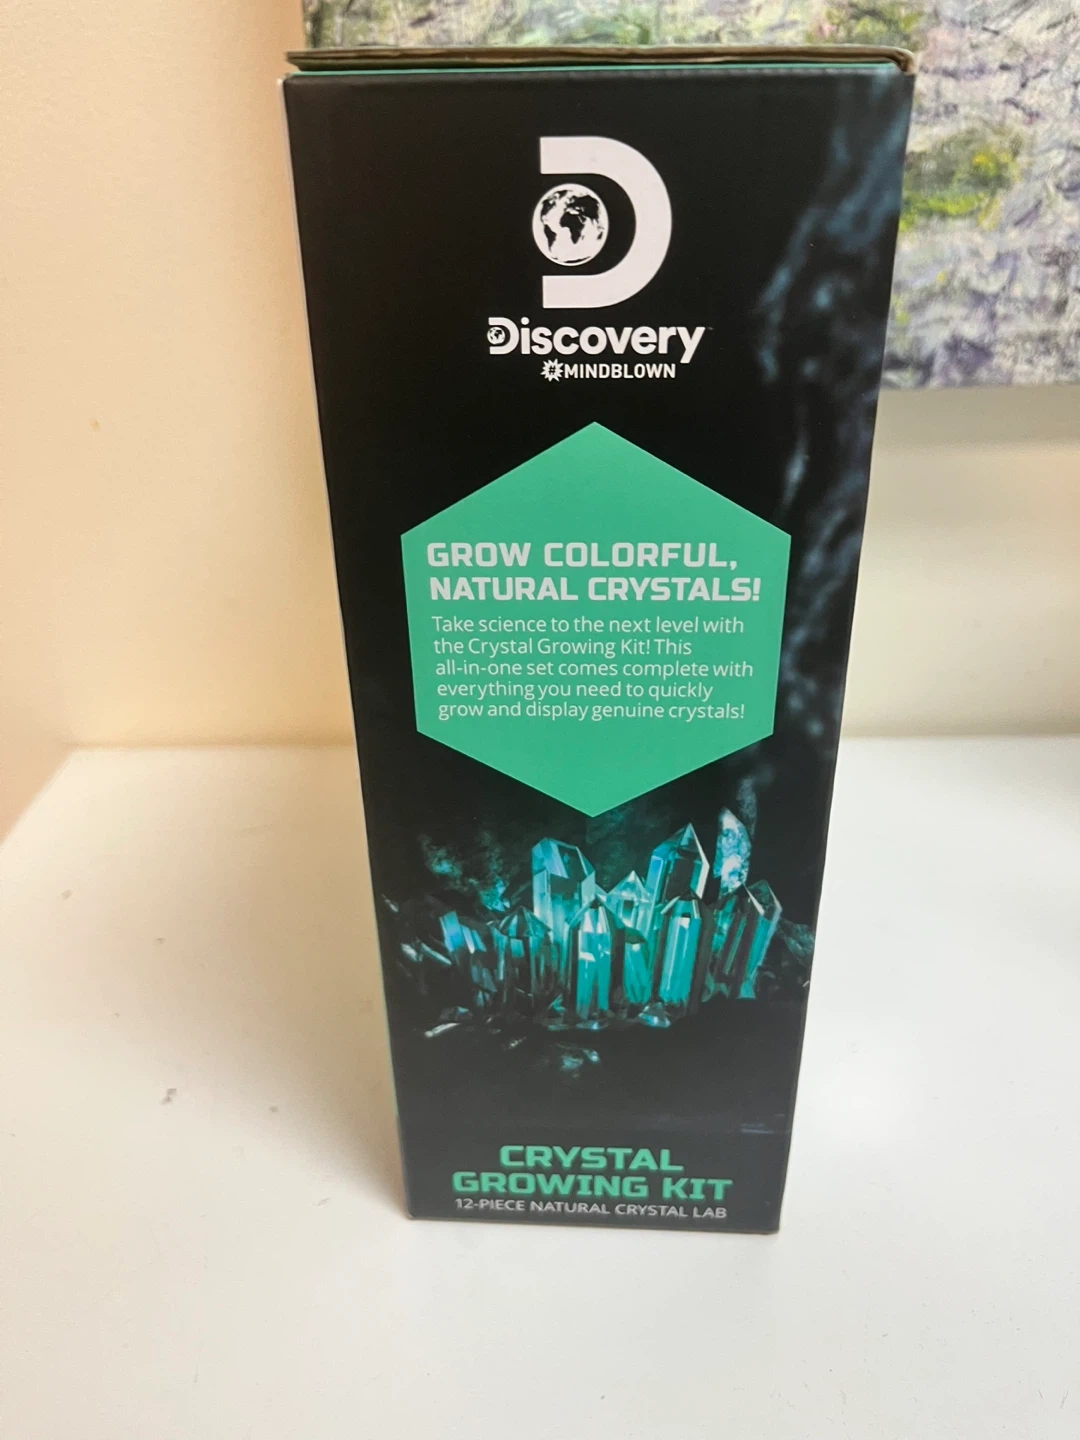 Discovery
#MINDBLOWN
GROW COLORFUL,
NATURAL CRYSTALS!
Take science to the next level with
the Crystal Growing Kit! This
all-in-one set comes complete with
everything you need to quickly
grow and display genuine crystals!
CRYSTAL
GROWING KIT
12-PIECE NATURAL CRYSTAL LAB